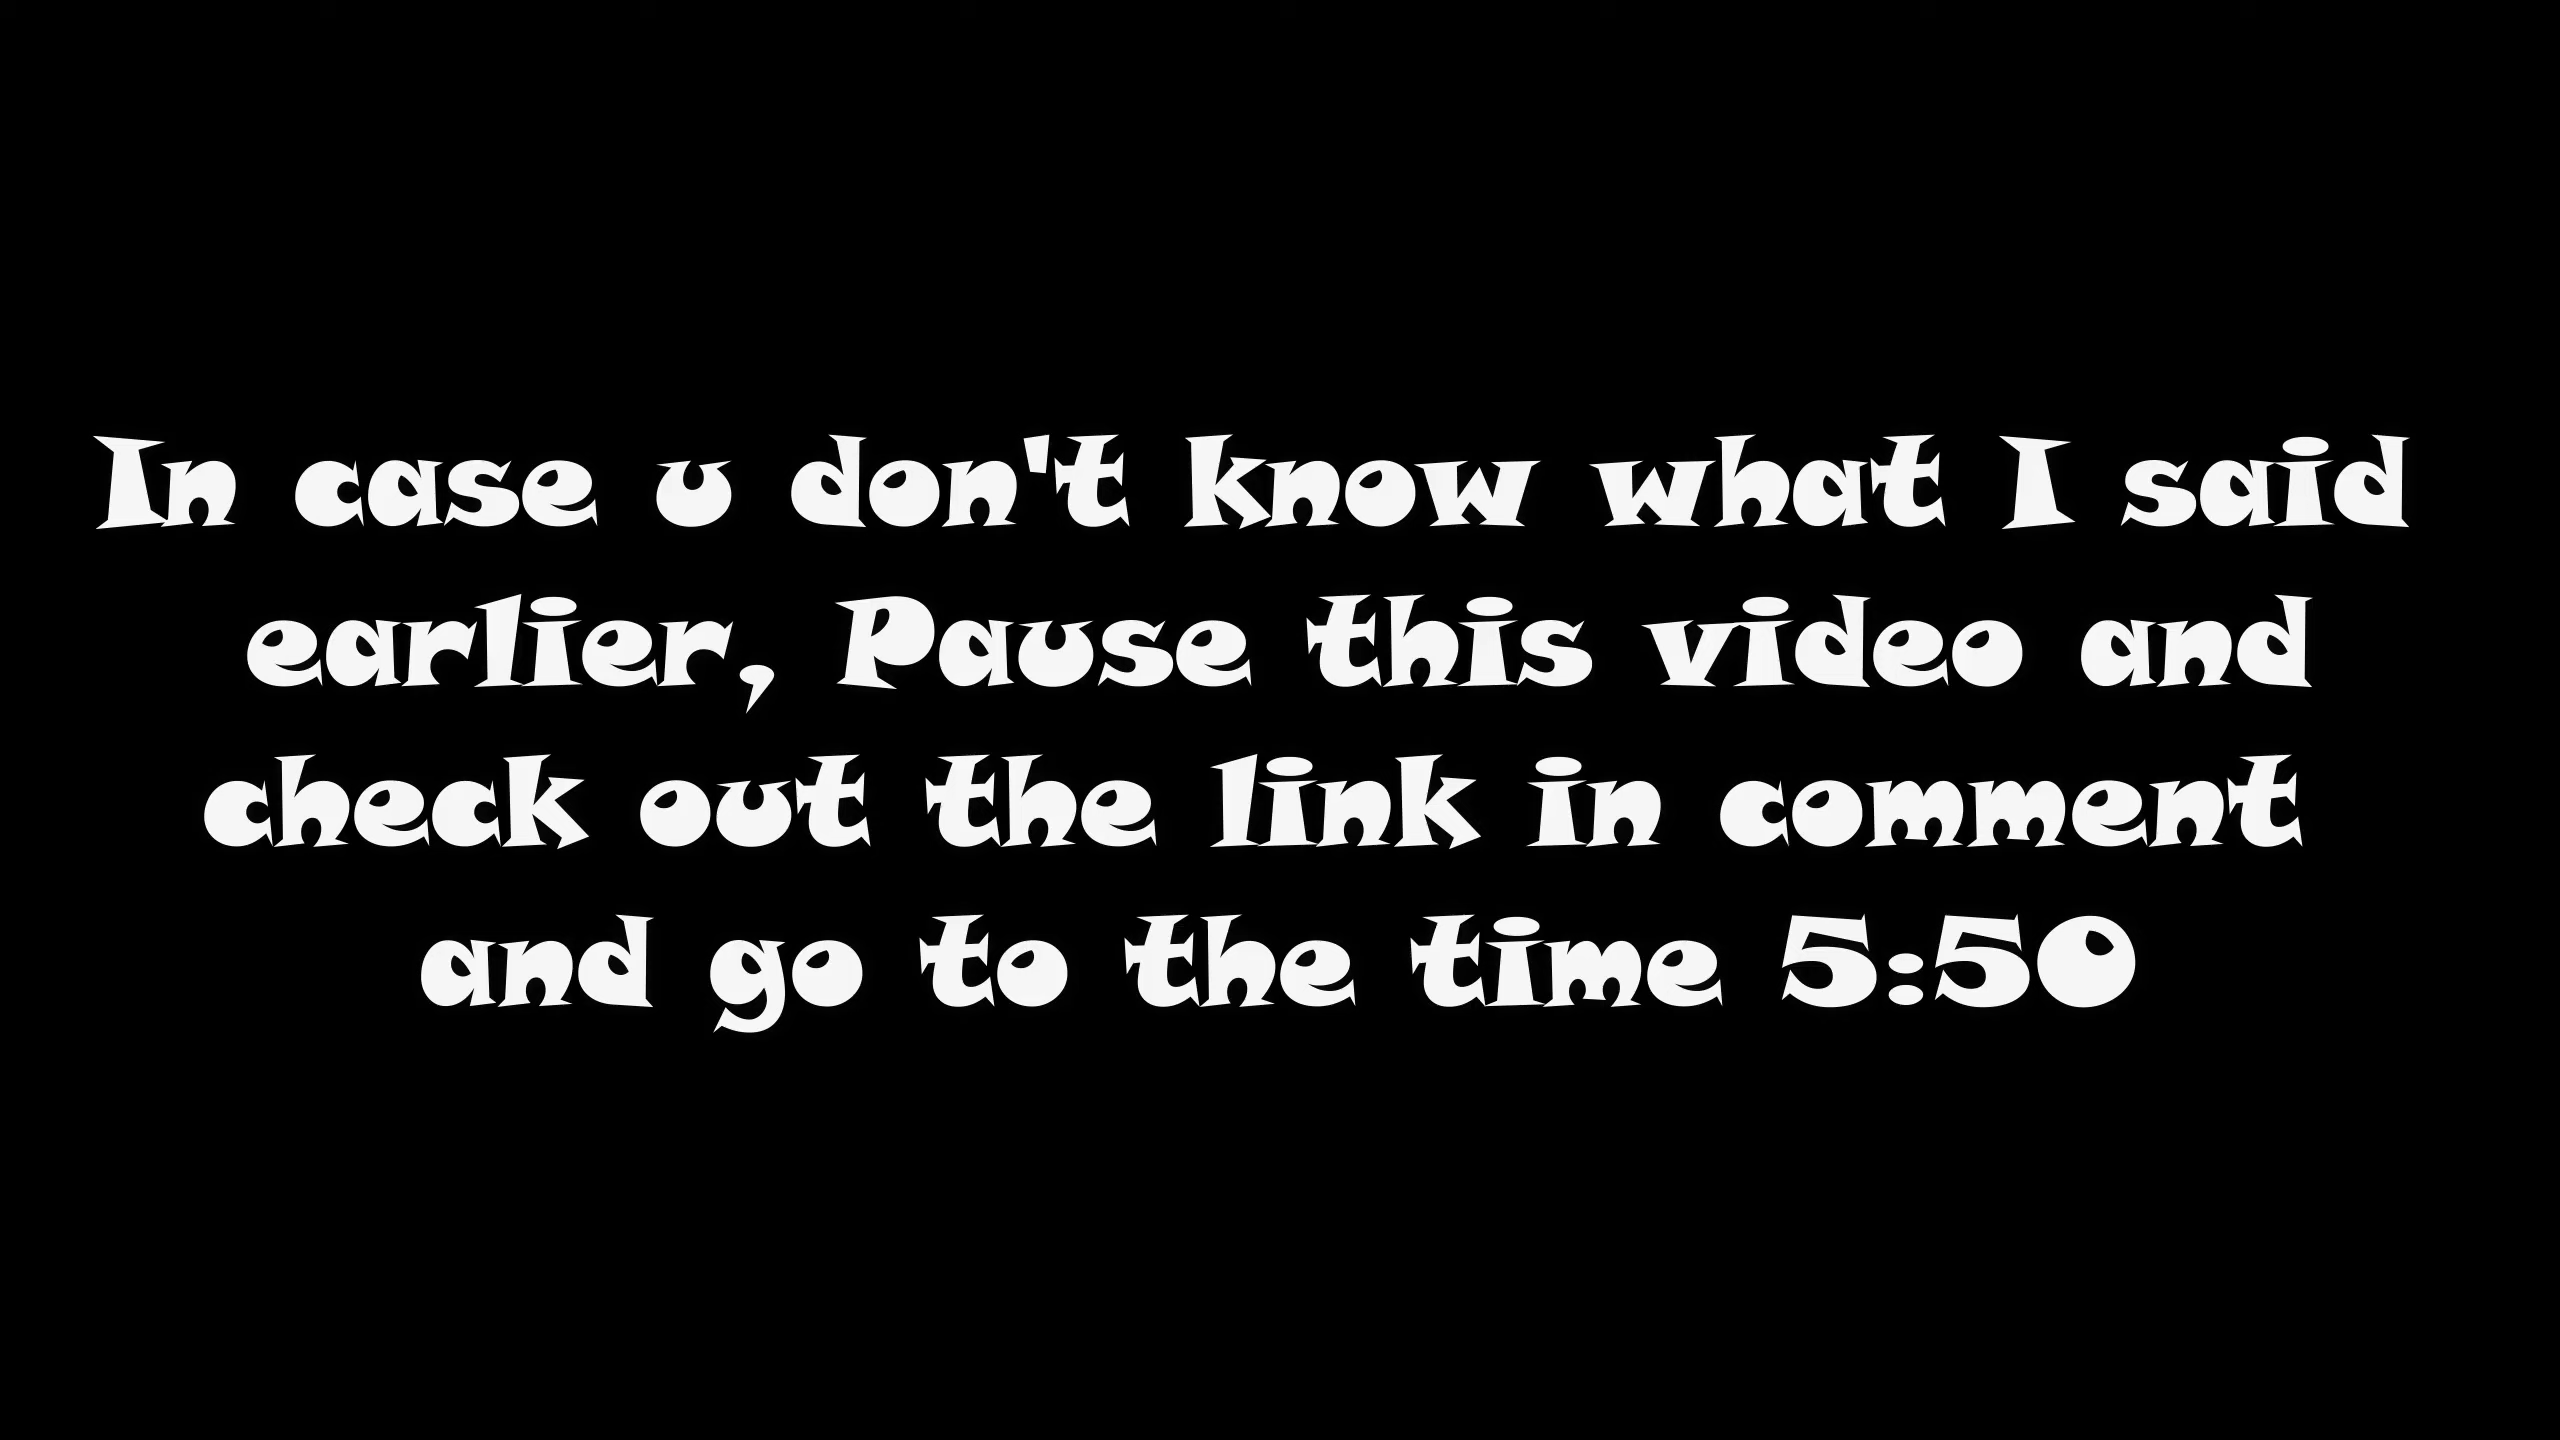 In case u don't know what I said
earlier, Pause this video and
check out the link in comment
and go to the time 5:50